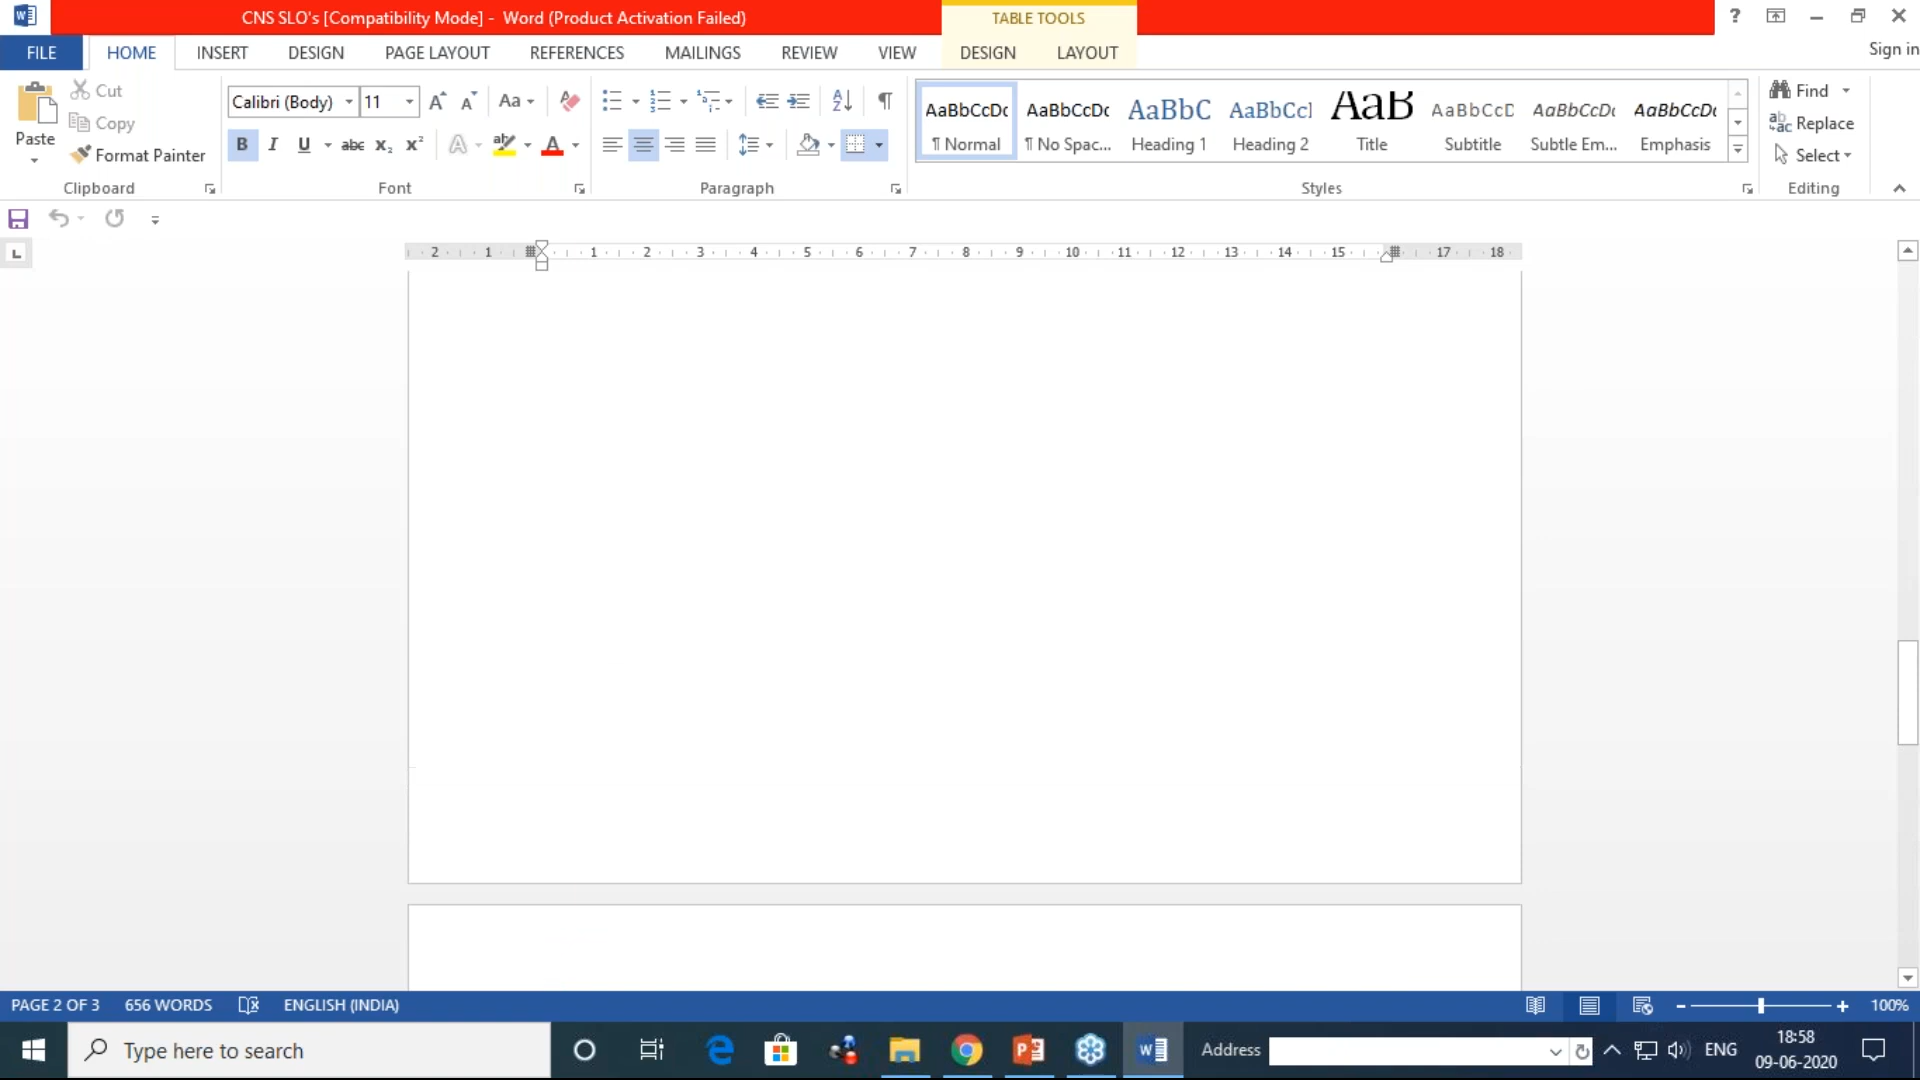 CNS SLO's [Compatibility Mode] - Word (Product Activation Failed)
TABLE TOOLS
?
FILE HOME INSERT DESIGN PAGE LAYOUT REFERENCES MAILINGS REVIEW VIEW DESIGN LAYOUT Sign in
Paste
Cut
Copy
Format Painter
Clipboard
Calibri (Body) 11
Aa
B I U abc x₂ x²
Font
Paragraph
AaBbCcDc AaBbCcDc AaBbC AaBbCcI AaB AaBbCcD AaBbCcDc AaBbCcDc
¶ Normal ¶ No Spac... Heading 1 Heading 2 Title Subtitle Subtle Em... Emphasis
Styles
Find
Replace
Select
Editing
2 1 1 2 3 4 5 6 7 8 9 10 11 12 13 14 15 17 18
PAGE 2 OF 3 656 WORDS ENGLISH (INDIA) 100%
Type here to search
Address
ENG
18:58
09-06-2020